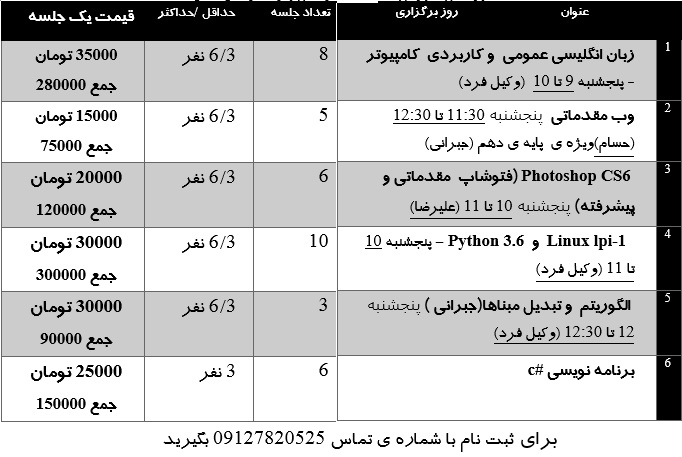 عنوان روز برگزاری تعداد جلسه حداقل /حداکثر قیمت یک جلسه
1 زبان انگلیسی عمومی و کاربردی کامپیوتر 8 6/3 نفر 35000 تومان
- پنجشنبه 9 تا 10 (وکیل فرد) جمع 280000
2 وب مقدماتی پنجشنبه 11:30 تا 12:30 5 6/3 نفر 15000 تومان
(حسام)ویژه ی پایه ی دهم (جبرانی) جمع 75000
3 Photoshop CS6 (فتوشاپ مقدماتی و 6 6/3 نفر 20000 تومان
پیشرفته) پنجشنبه 10 تا 11 (علیرضا) جمع 120000
4 Linux lpi-1 و Python 3.6 – پنجشنبه 10 10 6/3 نفر 30000 تومان
تا 11 (وکیل فرد) جمع 300000
5 الگوریتم و تبدیل مبناها(جبرانی ) پنجشنبه 3 6/3 نفر 30000 تومان
12 تا 12:30 (وکیل فرد) جمع 90000
6 برنامه نویسی c# 6 3 نفر 25000 تومان
جمع 150000
برای ثبت نام با شماره ی تماس 09127820525 بگیرید